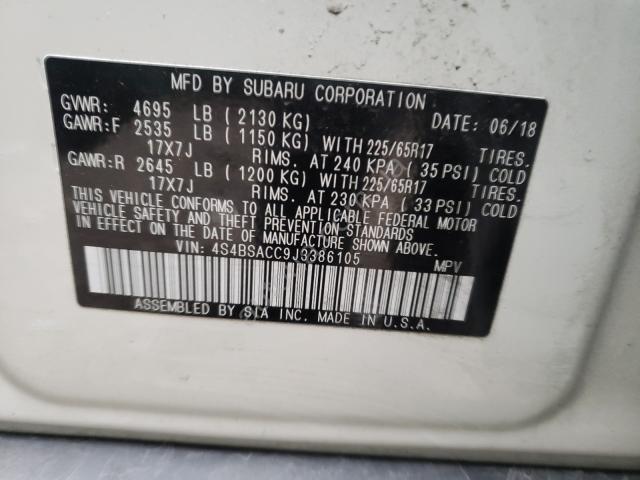 MFD BY SUBARU CORPORATION
GVWR: 4695 LB ( 2130 KG) DATE: 06/18
GAWR:F 2535 LB ( 1150 KG) WITH 225/65R17 TIRES.
17X7J RIMS. AT 240 KPA ( 35 PSI) COLD
GAWR:R 2645 LB ( 1200 KG) WITH 225/65R17 TIRES.
17X7J RIMS. AT 230 KPA ( 33 PSI) COLD
THIS VEHICLE CONFORMS TO ALL APPLICABLE FEDERAL MOTOR
VEHICLE SAFETY AND THEFT PREVENTION STANDARDS
IN EFFECT ON THE DATE OF MANUFACTURE SHOWN ABOVE.
VIN: 4S4BSACC9J3386105 MPV
ASSEMBLED BY SIA INC. MADE IN U.S.A.